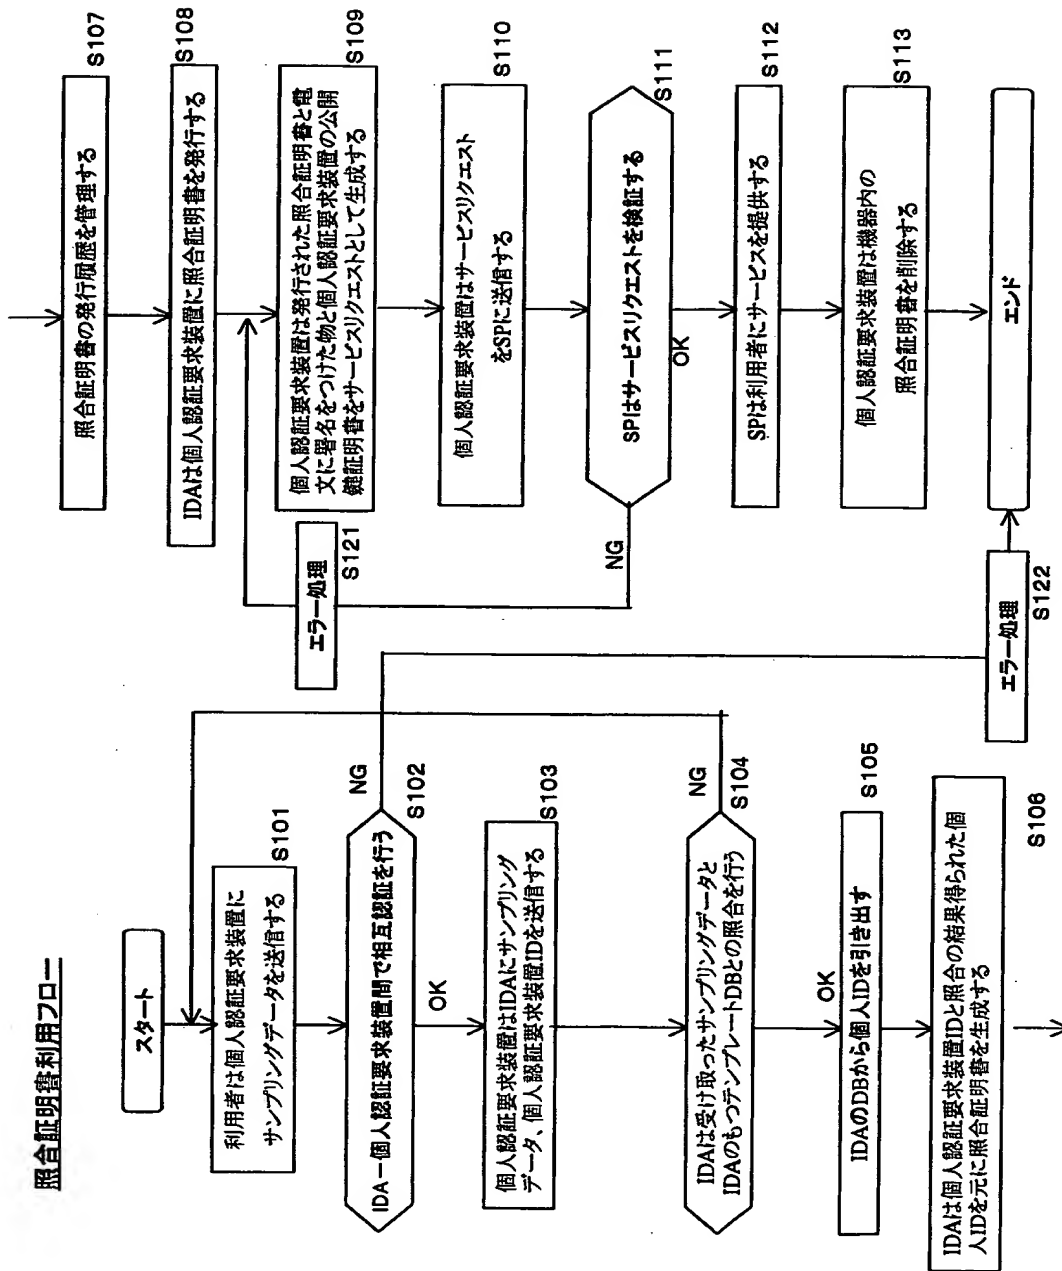 照合証明書利用フロー
スタート
利用者は個人認証要求装置に
サンプリングデータを送信する
S101
IDA－個人認証要求装置間で相互認証を行う
S102
NG
OK
個人認証要求装置はIDAにサンプリング
データ、個人認証要求装置IDを送信する
S103
IDAは受け取ったサンプリングデータと
IDAのもつテンプレートDBとの照合を行う
S104
NG
OK
IDAのDBから個人IDを引き出す
S105
IDAは個人認証要求装置IDと照合の結果得られた個
人IDを元に照合証明書を生成する
S106
照合証明書の発行履歴を管理する
S107
IDAは個人認証要求装置に照合証明書を発行する
S108
個人認証要求装置は発行された照合証明書と電
文に署名をつけた物と個人認証要求装置の公開
鍵証明書をサービスリクエストとして生成する
S109
個人認証要求装置はサービスリクエスト
をSPに送信する
S110
SPはサービスリクエストを検証する
S111
NG
OK
エラー処理
S121
SPは利用者にサービスを提供する
S112
個人認証要求装置は機器内の
照合証明書を削除する
S113
エラー処理
S122
エンド